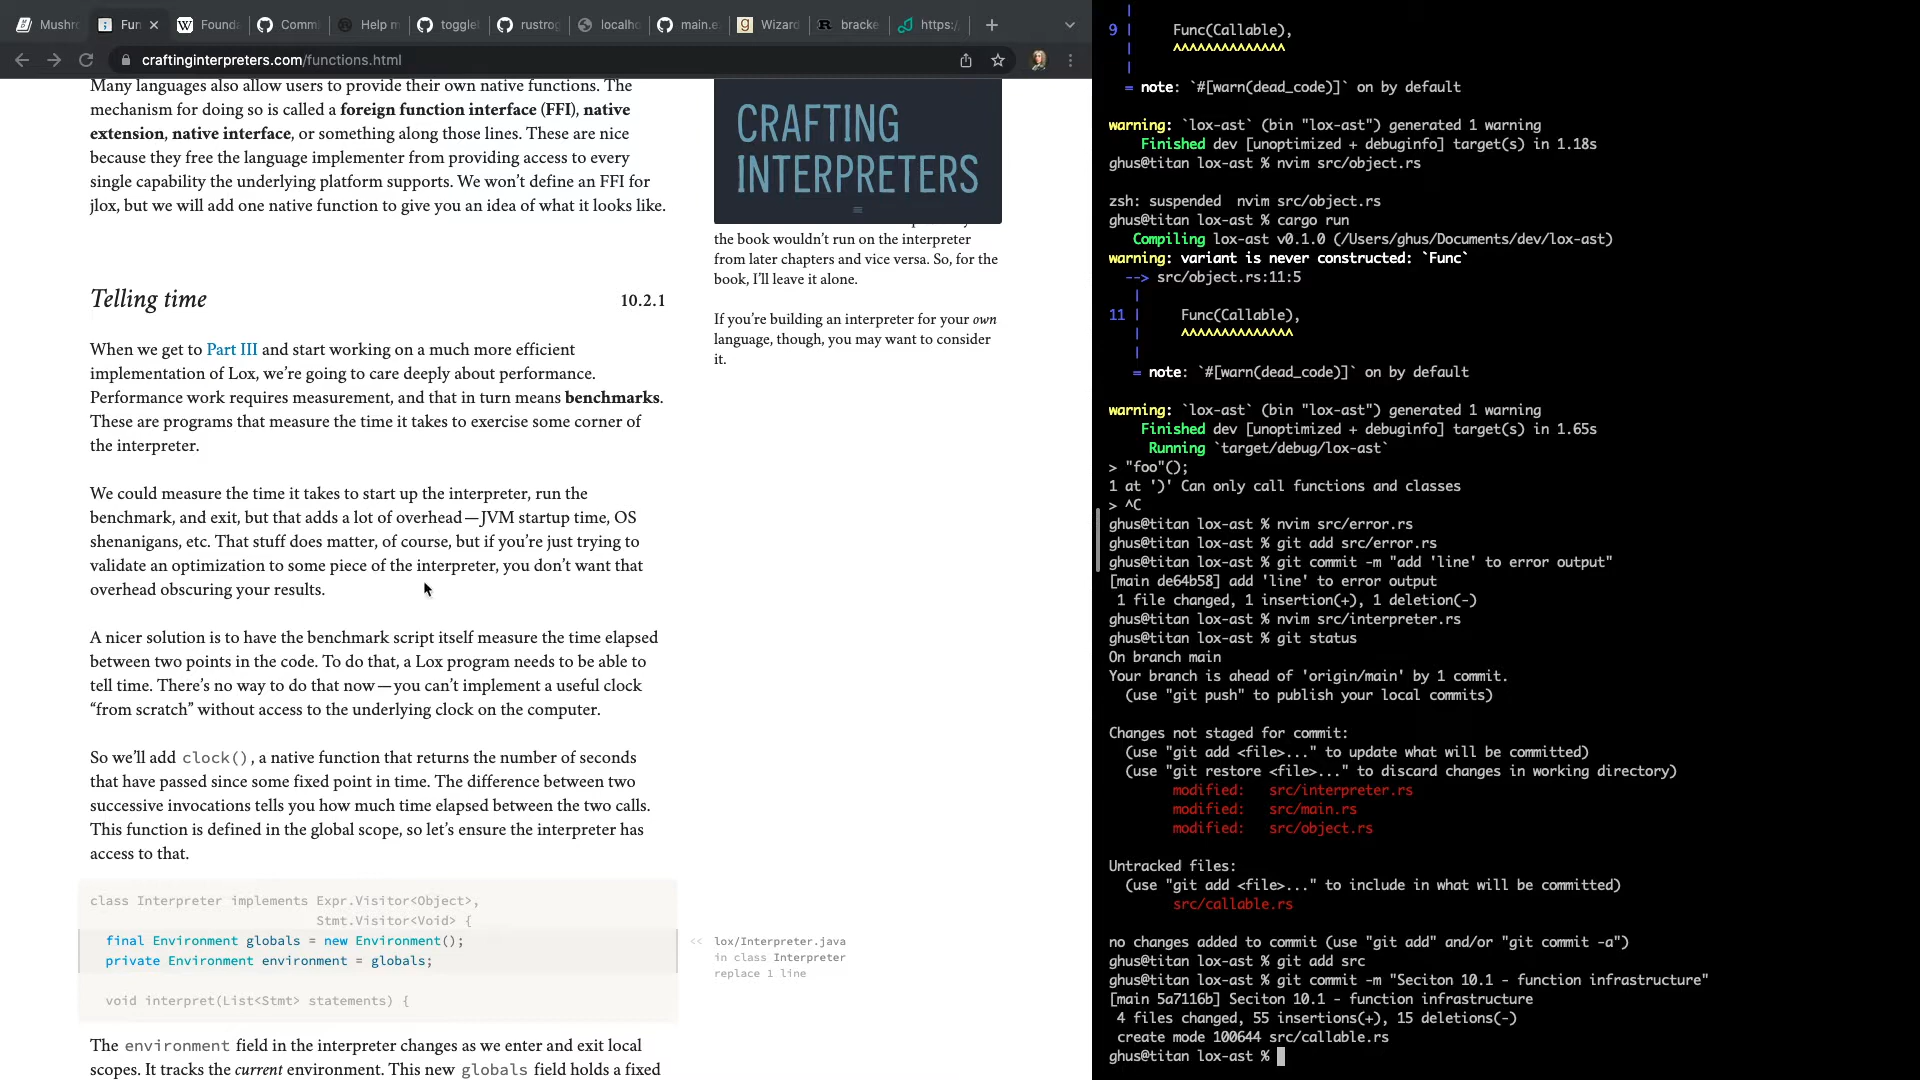 Mushro
Fun
Founda
Commi
Help m
toggle
rustrog
localho
main.e
Wizard
bracke
https:/
craftinginterpreters.com/functions.html
Many languages also allow users to provide their own native functions. The
mechanism for doing so is called a foreign function interface (FFI), native
extension, native interface, or something along those lines. These are nice
because they free the language implementer from providing access to every
single capability the underlying platform supports. We won’t define an FFI for
jlox, but we will add one native function to give you an idea of what it looks like.
Telling time 10.2.1
When we get to Part III and start working on a much more efficient
implementation of Lox, we’re going to care deeply about performance.
Performance work requires measurement, and that in turn means benchmarks.
These are programs that measure the time it takes to exercise some corner of
the interpreter.
We could measure the time it takes to start up the interpreter, run the
benchmark, and exit, but that adds a lot of overhead—JVM startup time, OS
shenanigans, etc. That stuff does matter, of course, but if you’re just trying to
validate an optimization to some piece of the interpreter, you don’t want that
overhead obscuring your results.
A nicer solution is to have the benchmark script itself measure the time elapsed
between two points in the code. To do that, a Lox program needs to be able to
tell time. There’s no way to do that now—you can’t implement a useful clock
“from scratch” without access to the underlying clock on the computer.
So we’ll add clock(), a native function that returns the number of seconds
that have passed since some fixed point in time. The difference between two
successive invocations tells you how much time elapsed between the two calls.
This function is defined in the global scope, so let’s ensure the interpreter has
access to that.
class Interpreter implements Expr.Visitor<Object>,
Stmt.Visitor<Void> {
final Environment globals = new Environment();
private Environment environment = globals;
void interpret(List<Stmt> statements) {
The environment field in the interpreter changes as we enter and exit local
scopes. It tracks the current environment. This new globals field holds a fixed
CRAFTING
INTERPRETERS
the book wouldn’t run on the interpreter
from later chapters and vice versa. So, for the
book, I’ll leave it alone.
If you’re building an interpreter for your own
language, though, you may want to consider
it.
<< lox/Interpreter.java
in class Interpreter
replace 1 line
|
9 | Func(Callable),
| ^^^^^^^^^^^^^^
|
= note: `#[warn(dead_code)]` on by default
warning: `lox-ast` (bin "lox-ast") generated 1 warning
Finished dev [unoptimized + debuginfo] target(s) in 1.18s
ghus@titan lox-ast % nvim src/object.rs
zsh: suspended  nvim src/object.rs
ghus@titan lox-ast % cargo run
Compiling lox-ast v0.1.0 (/Users/ghus/Documents/dev/lox-ast)
warning: variant is never constructed: `Func`
--> src/object.rs:11:5
|
11 | Func(Callable),
| ^^^^^^^^^^^^^^
|
= note: `#[warn(dead_code)]` on by default
warning: `lox-ast` (bin "lox-ast") generated 1 warning
Finished dev [unoptimized + debuginfo] target(s) in 1.65s
Running `target/debug/lox-ast`
> "foo"();
1 at ')' Can only call functions and classes
> ^C
ghus@titan lox-ast % nvim src/error.rs
ghus@titan lox-ast % git add src/error.rs
ghus@titan lox-ast % git commit -m "add 'line' to error output"
[main de64b58] add 'line' to error output
1 file changed, 1 insertion(+), 1 deletion(-)
ghus@titan lox-ast % nvim src/interpreter.rs
ghus@titan lox-ast % git status
On branch main
Your branch is ahead of 'origin/main' by 1 commit.
(use "git push" to publish your local commits)
Changes not staged for commit:
(use "git add <file>..." to update what will be committed)
(use "git restore <file>..." to discard changes in working directory)
modified:   src/interpreter.rs
modified:   src/main.rs
modified:   src/object.rs
Untracked files:
(use "git add <file>..." to include in what will be committed)
src/callable.rs
no changes added to commit (use "git add" and/or "git commit -a")
ghus@titan lox-ast % git add src
ghus@titan lox-ast % git commit -m "Seciton 10.1 - function infrastructure"
[main 5a7116b] Seciton 10.1 - function infrastructure
4 files changed, 55 insertions(+), 15 deletions(-)
create mode 100644 src/callable.rs
ghus@titan lox-ast %